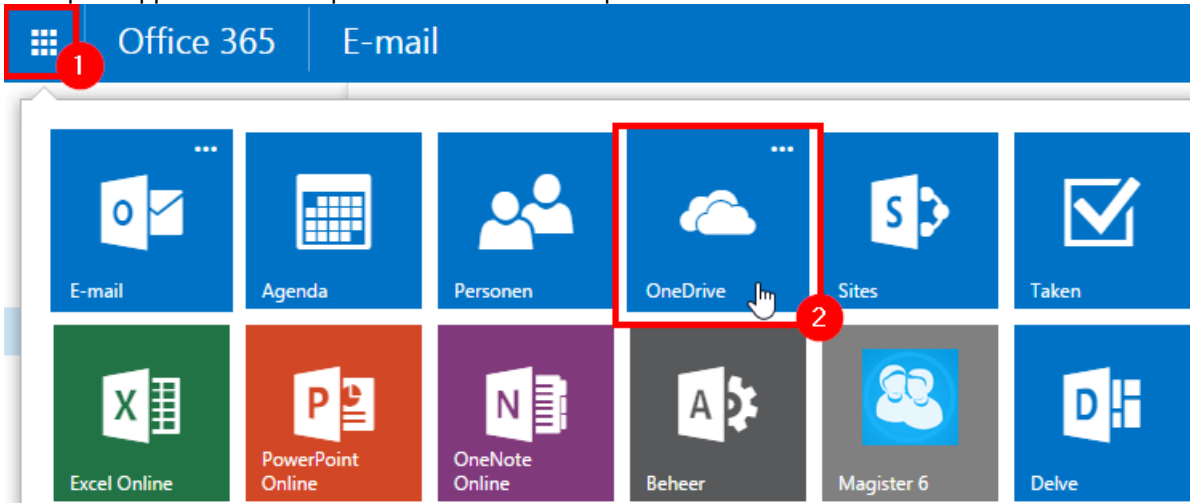 Office 365 E-mail
1
E-mail Agenda Personen OneDrive Sites Taken
2
Excel Online PowerPoint Online OneNote Online Beheer Magister 6 Delve